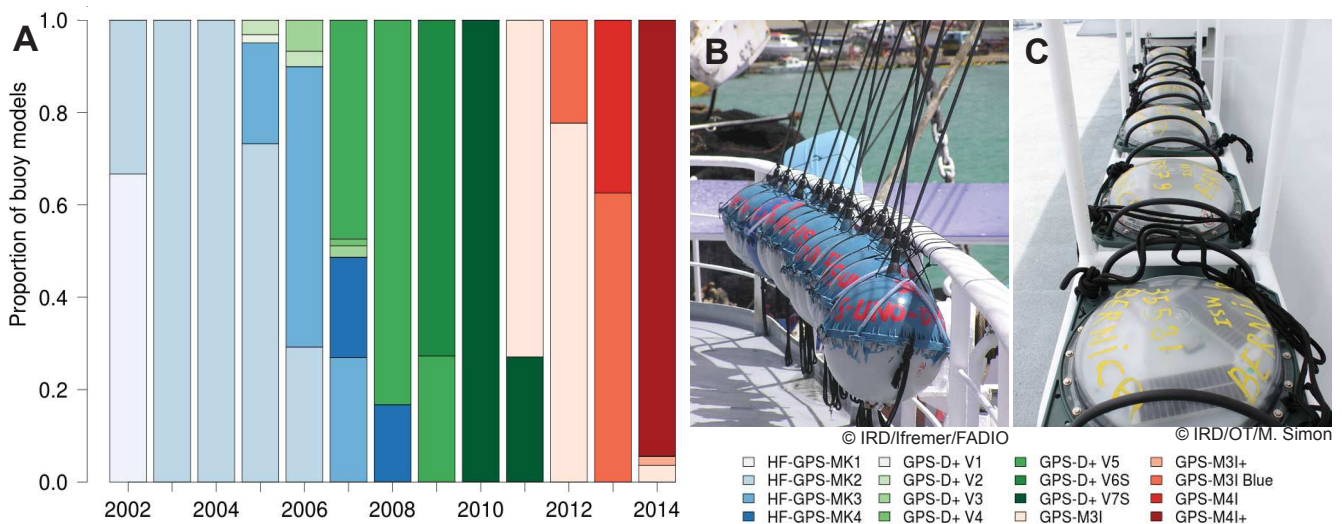 A
B
C
Proportion of buoy models
1.0
0.8
0.6
0.4
0.2
0.0
2002
2004
2006
2008
2010
2012
2014
35591
BERNICA
MSI
© IRD/Ifremer/FADIO
© IRD/OT/M. Simon
HF-GPS-MK1
HF-GPS-MK2
HF-GPS-MK3
HF-GPS-MK4
GPS-D+ V1
GPS-D+ V2
GPS-D+ V3
GPS-D+ V4
GPS-D+ V5
GPS-D+ V6S
GPS-D+ V7S
GPS-M3I
GPS-M3I+
GPS-M3I Blue
GPS-M4I
GPS-M4I+